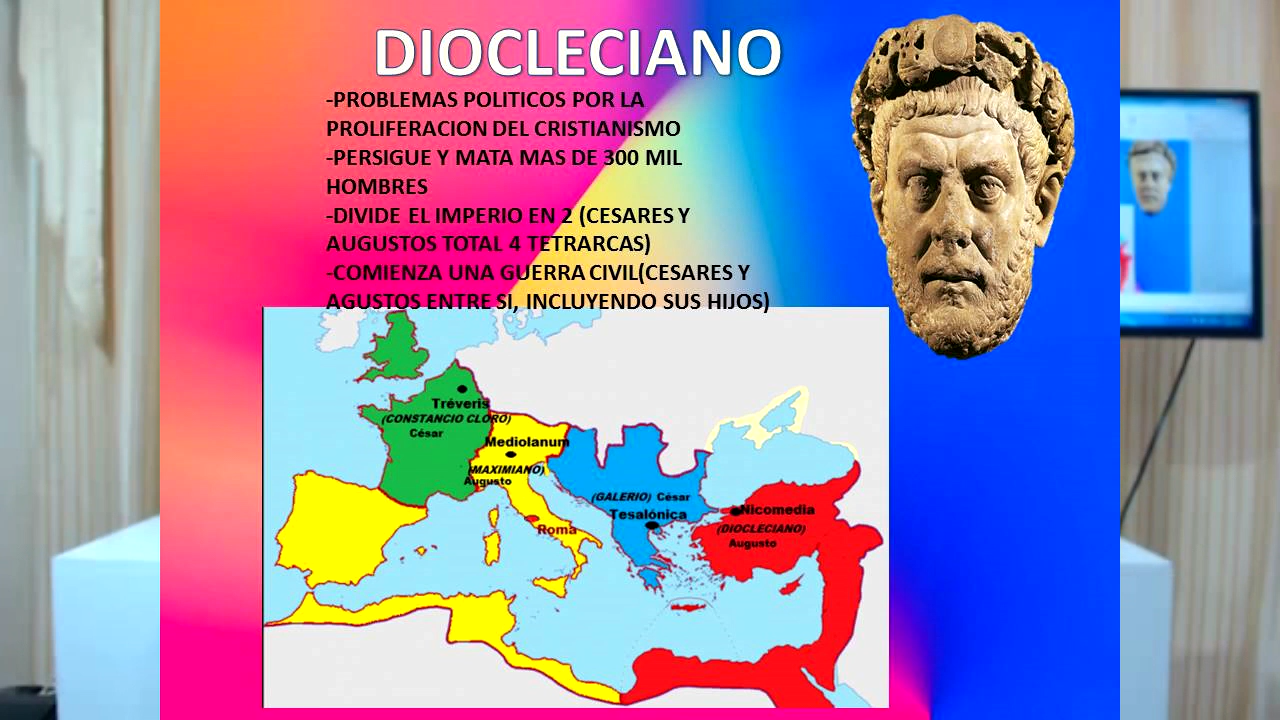 DIOCLECIANO
-PROBLEMAS POLITICOS POR LA
PROLIFERACION DEL CRISTIANISMO
-PERSIGUE Y MATA MAS DE 300 MIL
HOMBRES
-DIVIDE EL IMPERIO EN 2 (CESARES Y
AUGUSTOS TOTAL 4 TETRARCAS)
-COMIENZA UNA GUERRA CIVIL(CESARES Y
AGUSTOS ENTRE SI, INCLUYENDO SUS HIJOS)
Tréveris
(CONSTANCIO CLORO)
César
Mediolanum
(MAXIMIANO)
Augusto
Roma
(GALERIO) César
Tesalónica
Nicomedia
(DIOCLECIANO)
Augusto